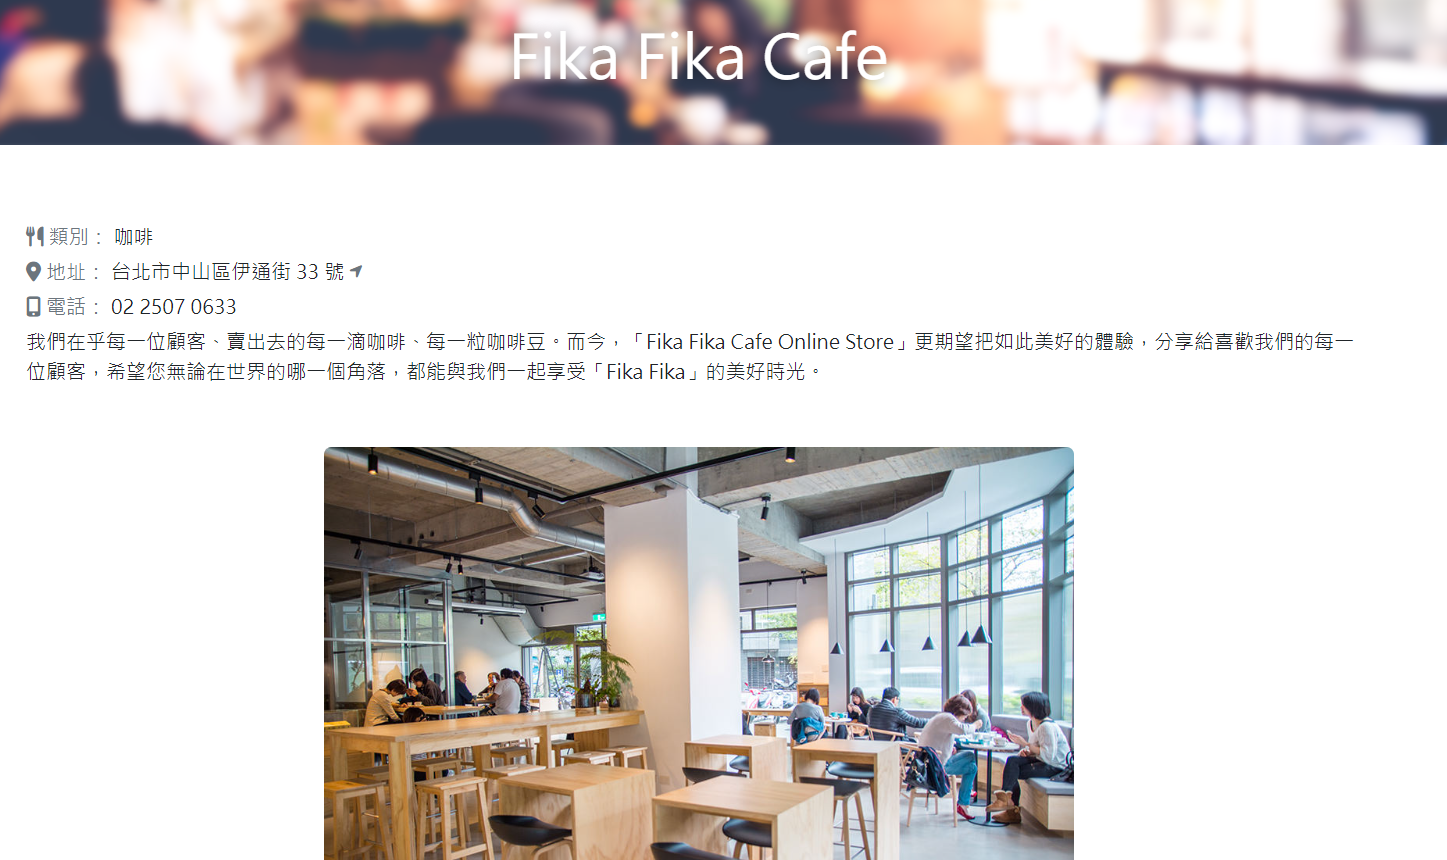 Fika Fika Cafe
類別： 咖啡
地址： 台北市中山區伊通街 33 號
電話： 02 2507 0633
我們在乎每一位顧客、賣出去的每一滴咖啡、每一粒咖啡豆。而今，「Fika Fika Cafe Online Store」更期望把如此美好的體驗，分享給喜歡我們的每一
位顧客，希望您無論在世界的哪一個角落，都能與我們一起享受「Fika Fika」的美好時光。